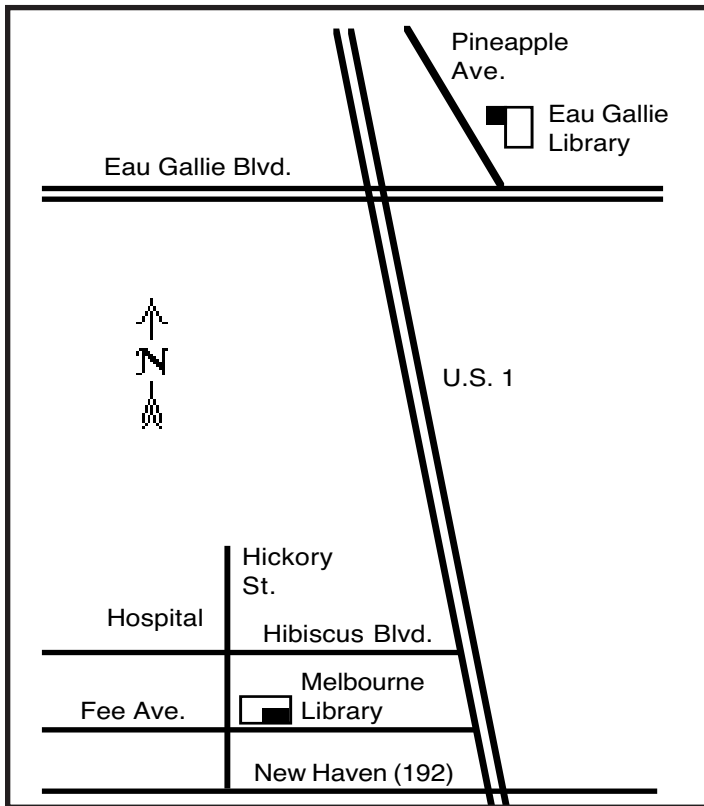 Pineapple
Ave.
Eau Gallie
Library
Eau Gallie Blvd.
N
U.S. 1
Hickory
St.
Hospital
Hibiscus Blvd.
Melbourne
Library
Fee Ave.
New Haven (192)